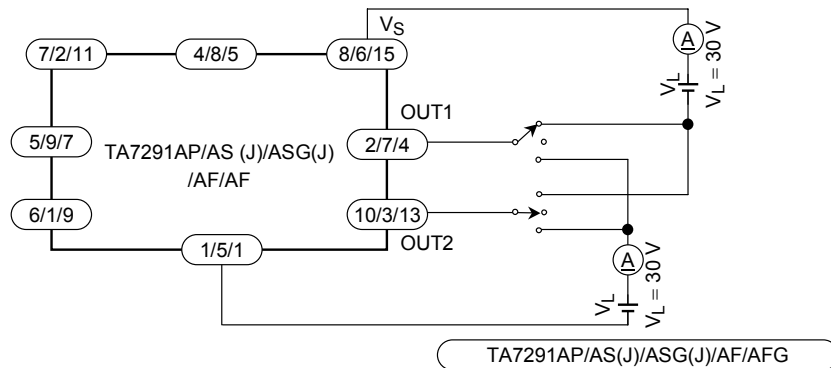 VS
7/2/11
4/8/5
8/6/15
A
VL
VL = 30 V
OUT1
5/9/7
TA7291AP/AS (J)/ASG(J)
/AF/AF
2/7/4
6/1/9
10/3/13
OUT2
1/5/1
A
VL
VL = 30 V
TA7291AP/AS(J)/ASG(J)/AF/AFG